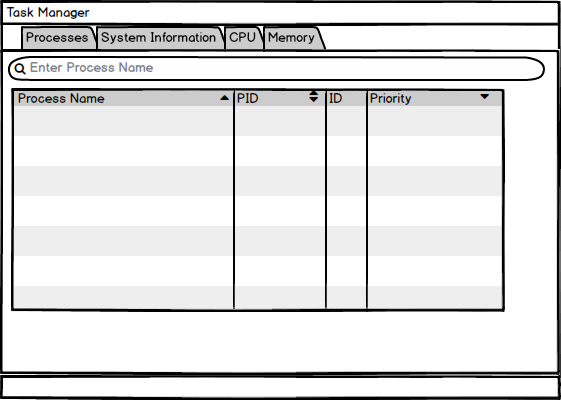 Task Manager
Processes System Information CPU Memory
Enter Process Name
Process Name PID ID Priority